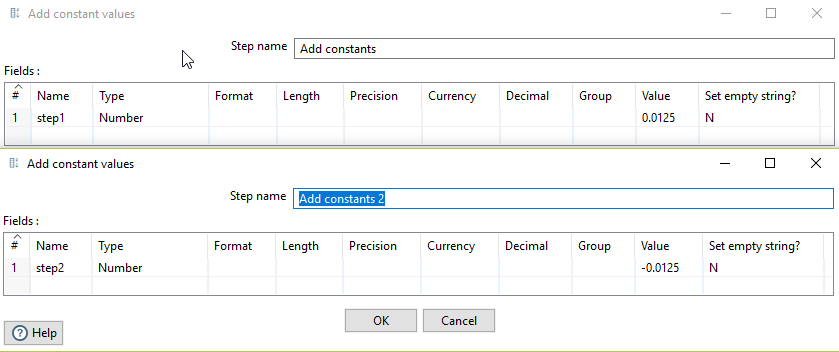 Add constant values
Step name Add constants
Fields :
# Name Type Format Length Precision Currency Decimal Group Value Set empty string?
1 step1 Number 0.0125 N
Add constant values
Step name Add constants 2
Fields :
# Name Type Format Length Precision Currency Decimal Group Value Set empty string?
1 step2 Number -0.0125 N
OK Cancel
? Help